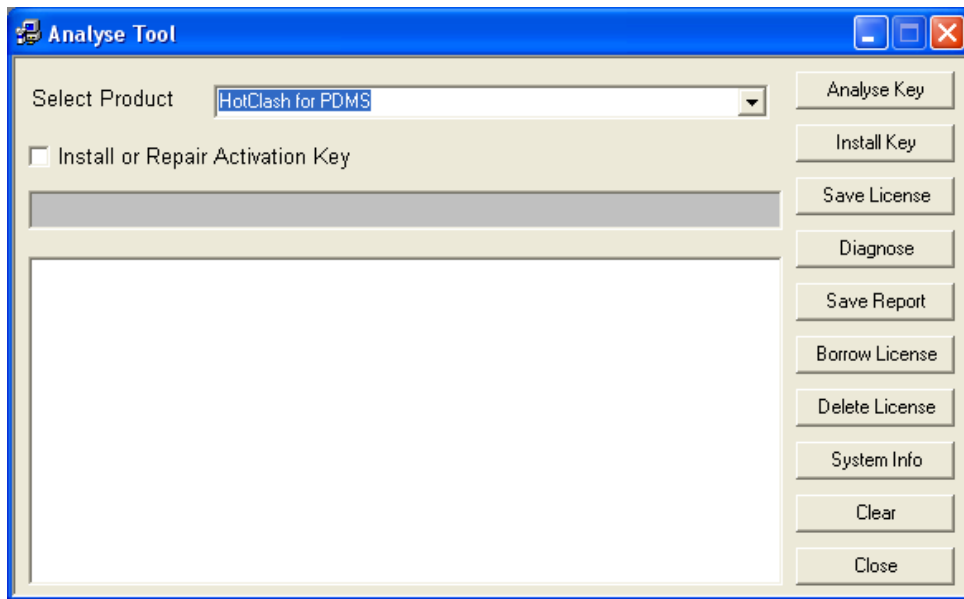 Analyse Tool
Select Product
HotClash for PDMS
Install or Repair Activation Key
Analyse Key
Install Key
Save License
Diagnose
Save Report
Borrow License
Delete License
System Info
Clear
Close